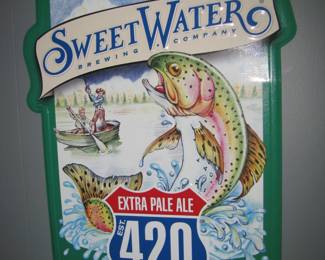 SWEETWATER
BREWING COMPANY
EXTRA PALE ALE
EST.
420